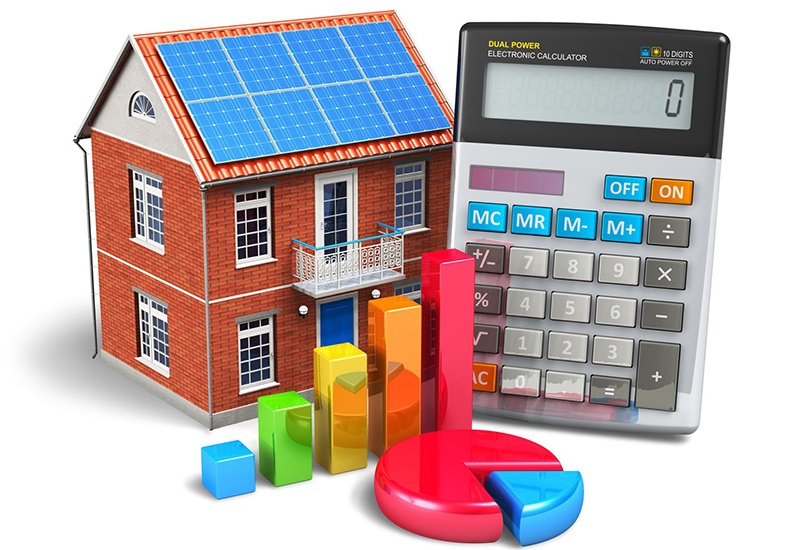 DUAL POWER
ELECTRONIC CALCULATOR
10 DIGITS
AUTO POWER OFF
0
OFF ON
MC MR M- M+ ÷
+/− 7 8 9 ×
% 4 5 6 −
√ 1 2 3 +
AC 0 . =